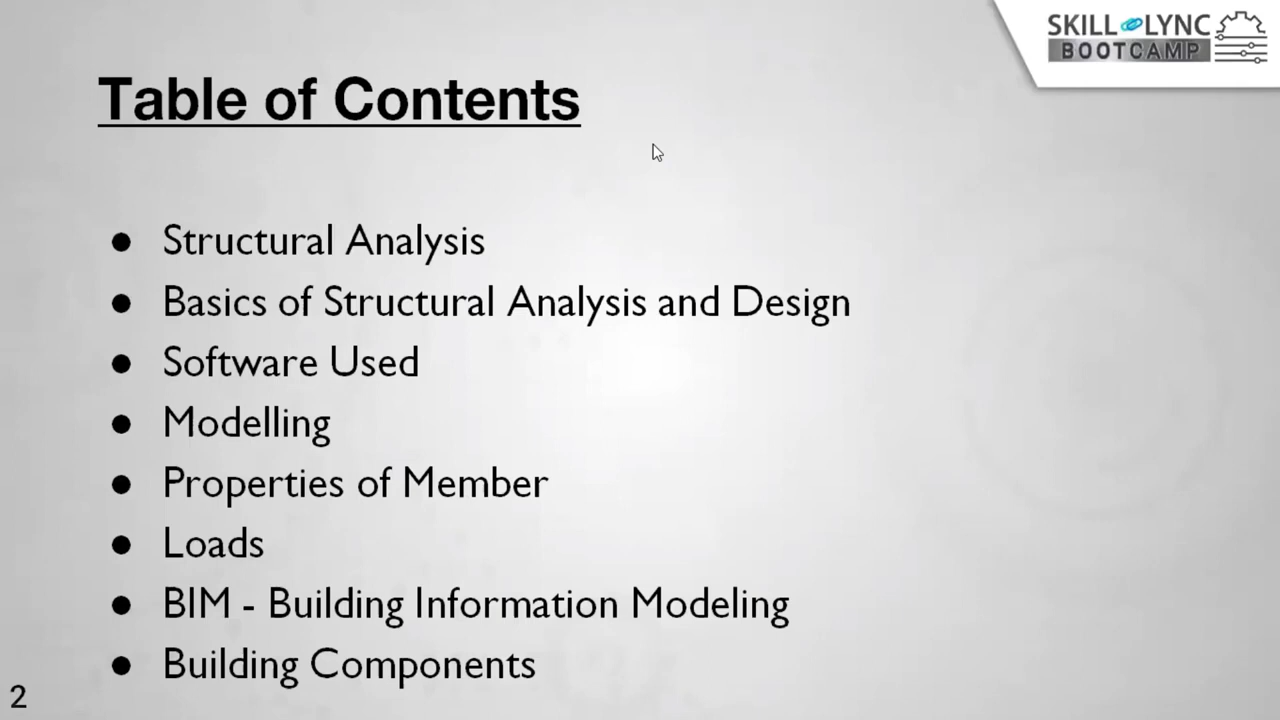 SKILL LYNC
BOOTCAMP
Table of Contents
● Structural Analysis
● Basics of Structural Analysis and Design
● Software Used
● Modelling
● Properties of Member
● Loads
● BIM - Building Information Modeling
● Building Components
2